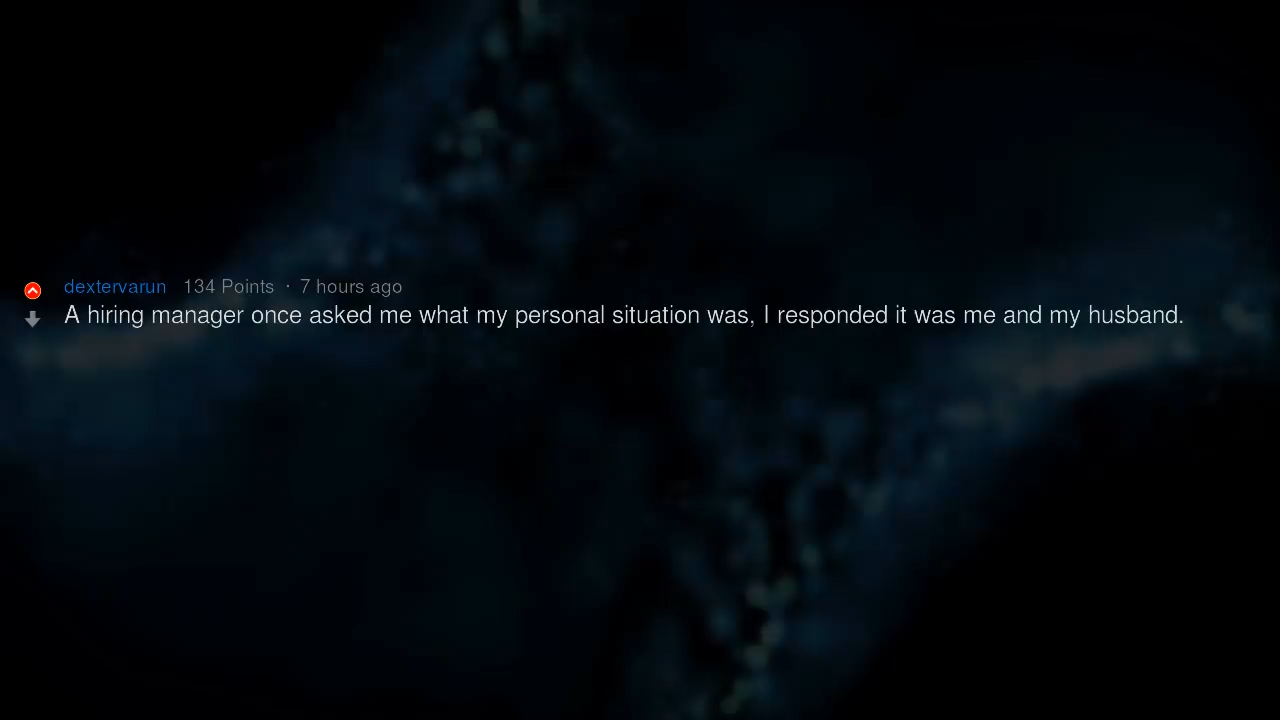 dextervarun 134 Points · 7 hours ago
A hiring manager once asked me what my personal situation was, I responded it was me and my husband.